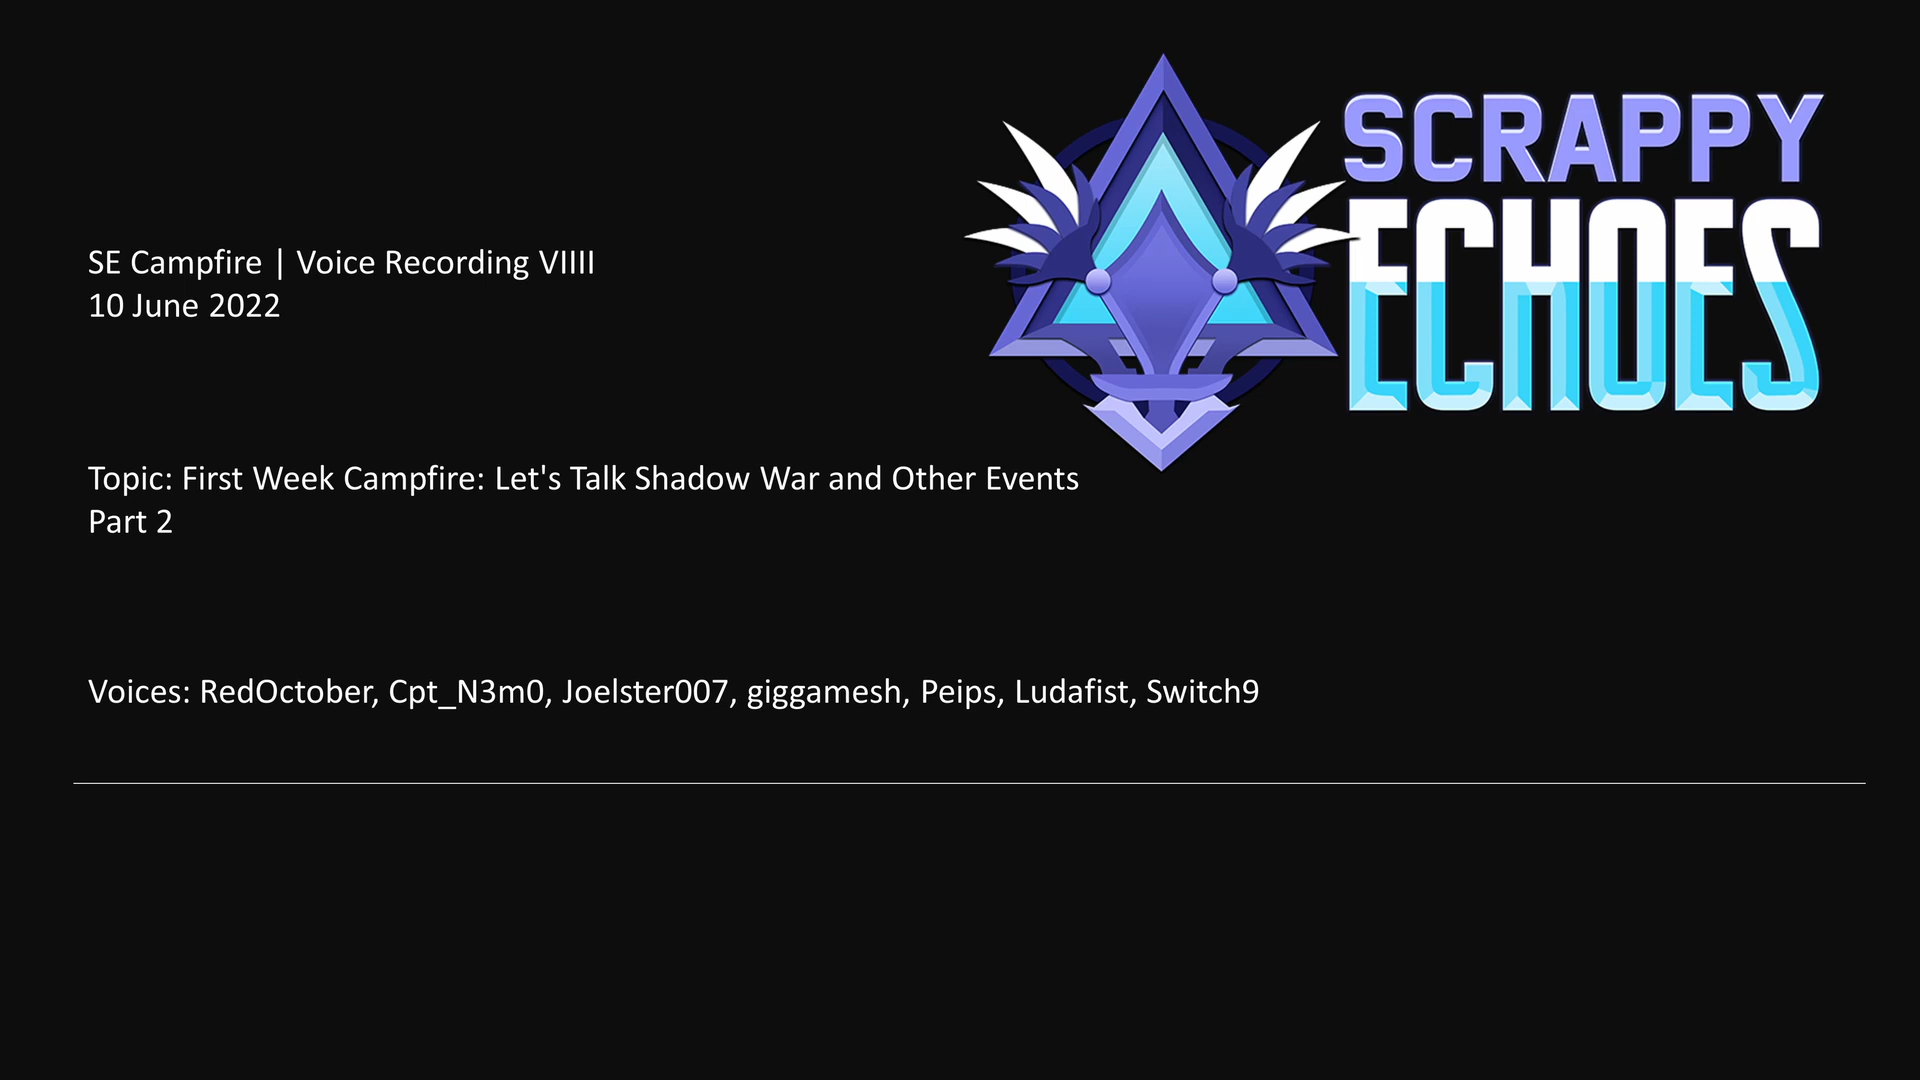 SCRAPPY
ECHOES
SE Campfire | Voice Recording VIIII
10 June 2022
Topic: First Week Campfire: Let's Talk Shadow War and Other Events
Part 2
Voices: RedOctober, Cpt_N3m0, Joelster007, giggamesh, Peips, Ludafist, Switch9